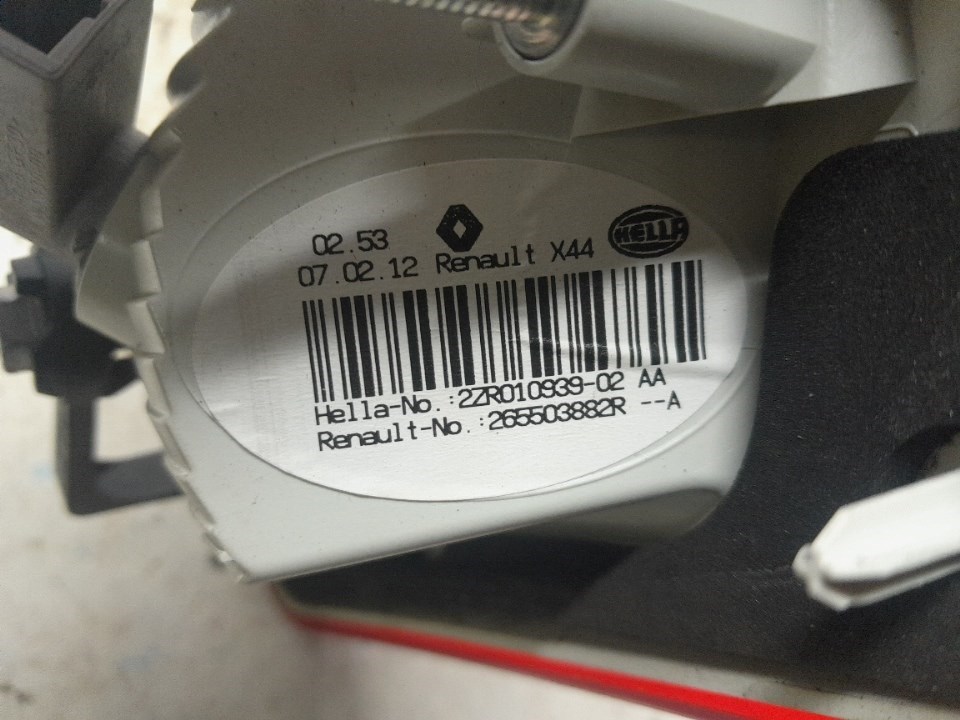 02.53
HELLA
07.02.12 Renault X44
Hella-No.:2ZR010939-02 AA
Renault-No.:265503882R --A